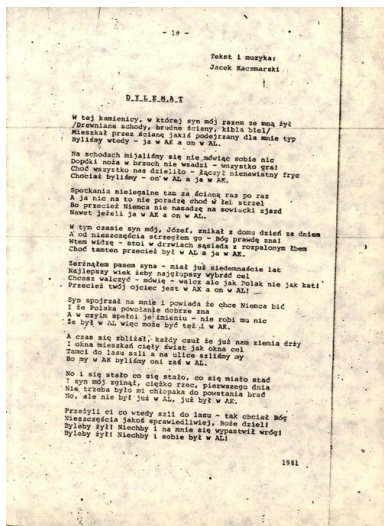 - 19 -
Tekst i muzyka:
Jacek Kaczmarski
D Y L E M A T
W tej kamienicy, w której syn mój razem ze mną żył
/Drewniane schody, brudne ściany, kibla biel/
Mieszkał przez ścianę jakiś podejrzany dla mnie typ
Byliśmy wtedy - ja w AK a on w AL.
Na schodach mijaliśmy się nie mówiąc sobie nic
Dopóki noża w brzuch nie wsadzi - wszystko gra!
Choć wszystko nas dzieliło - łączył nienawistny fryc
Chociaż byliśmy - on w AL a ja w AK.
Spotkania nielegalne tam za ścianą raz po raz
A ja nic na to nie poradzę choć w łeb strzel
Bo przecież Niemca nie nasadzę na sowiecki zjazd
Nawet jeżeli ja w AK a on w AL.
W tym czasie syn mój, Józef, znikał z domu dzień za dniem
A od nieszczęścia strzegłem go - Bóg prawdę zna!
Wtem widzę - stoi w drzwiach sąsiada z rozpalonym łbem
Choć tamten przecież był w AL a ja w AK.
Zerżnąłem pasem syna - miał już siedemnaście lat
Najlepszy wiek żeby najgłupszy wybrać cel
Chcesz walczyć - mówię - walcz ale jak Polak nie jak kat!
Przecież twój ojciec jest w AK a on w AL!
Syn spojrzał na mnie i powiada że chce Niemca bić
I że Polaka powołanie dobrze zna
A w czyim spełni je imieniu - nie robi mu nic
Że był w AL więc może być też i w AK.
A czas się zbliżał, każdy czuł że już nam ziemia drży
I okna mieszkań cięły świat jak okna cel
Tamci do lasu szli a na ulice szliśmy my
Bo my w AK byliśmy oni zaś w AL.
No i się stało co się stało, co się miało stać
I syn mój zginął, ciężko rzec, pierwszego dnia
Nie trzeba było mi chłopaka do powstania brać
No, ale nie był już w AL, już był w AK.
Przeżyli ci co wtedy szli do lasu - tak chciał Bóg
Nieszczęścia jakoś sprawiedliwiej, Boże dziel!
Byleby żył! Niechby i na mnie się wypastwił wróg!
Byleby żył! Niechby i sobie był w AL!
1981